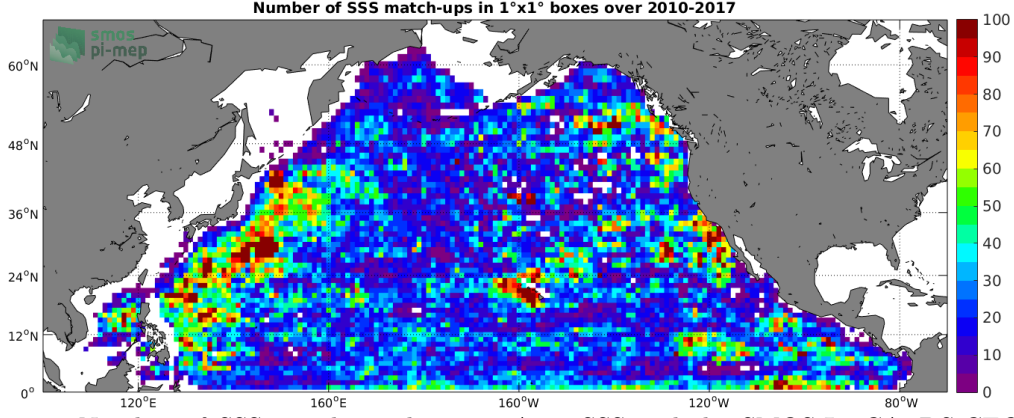 Number of SSS match-ups in 1°x1° boxes over 2010-2017
smos
pi-mep
60°N
48°N
36°N
24°N
12°N
0°
120°E
160°E
160°W
120°W
80°W
100
90
80
70
60
50
40
30
20
10
0